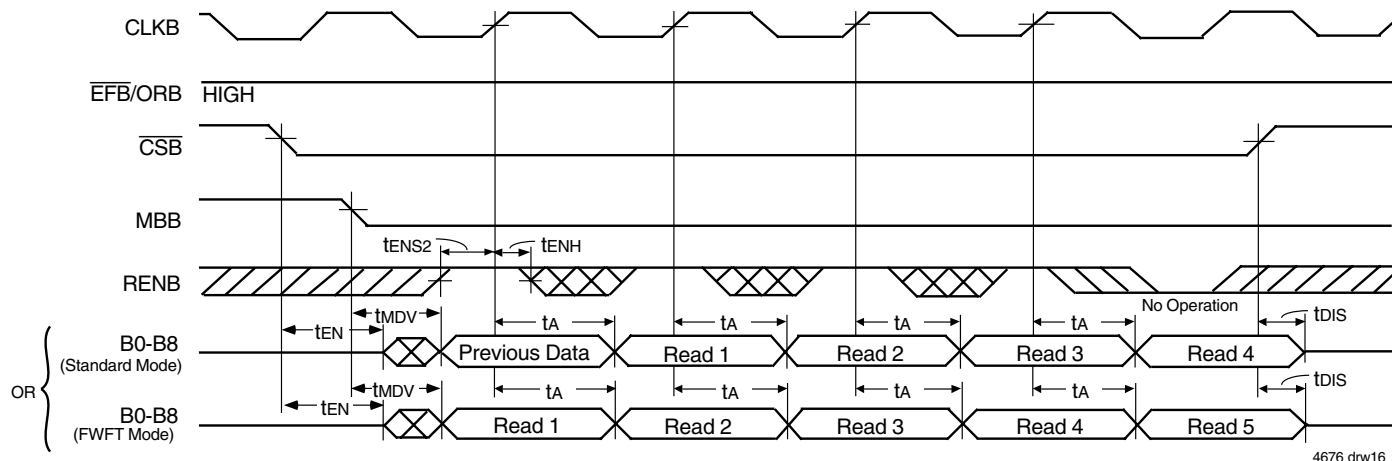 CLKB
EFB/ORB HIGH
CSB
MBB
tENS2 tENH
RENB
No Operation
tMDV
tEN tA tA tA tA tDIS
B0-B8
(Standard Mode)
Previous Data Read 1 Read 2 Read 3 Read 4
OR
tMDV
tEN tA tA tA tA tDIS
B0-B8
(FWFT Mode)
Read 1 Read 2 Read 3 Read 4 Read 5
4676 drw16